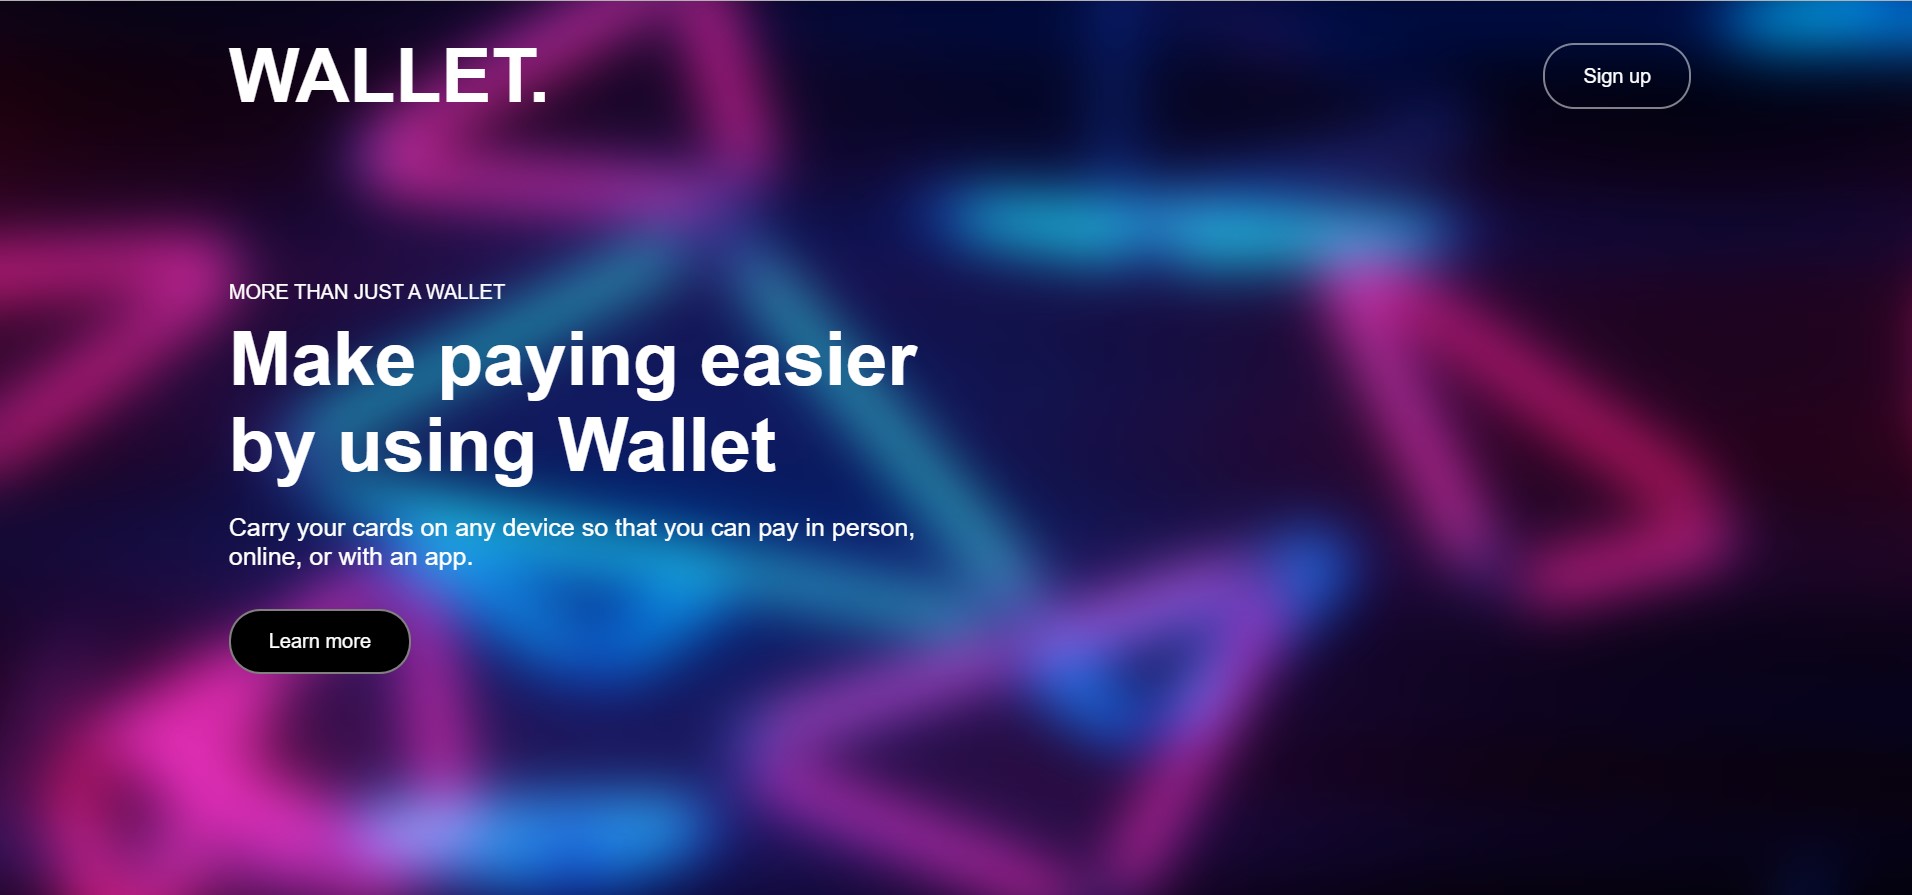 WALLET.
Sign up
MORE THAN JUST A WALLET
Make paying easier
by using Wallet
Carry your cards on any device so that you can pay in person,
online, or with an app.
Learn more